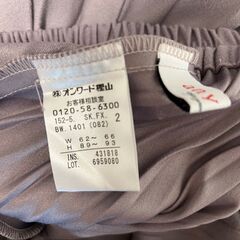 ㈱オンワード樫山
お客様相談室
0120-58-6300
152-5. SK.FX. 2
BW.1401 (082)
W 62～ 66
H 89～ 93
INS. 431818
LOT. 6959080